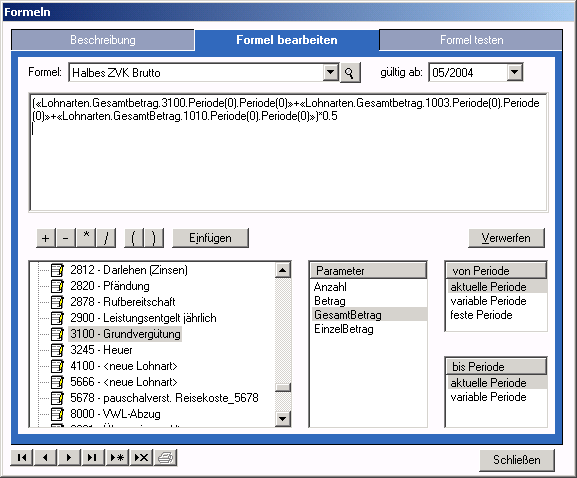 Formeln
Beschreibung
Formel bearbeiten
Formel testen
Formel: Halbes ZVK Brutto
gültig ab: 05/2004
(«Lohnarten.Gesamtbetrag.3100.Periode(0).Periode(0)»+«Lohnarten.Gesamtbetrag.1003.Periode(0).Periode
(0)»+«Lohnarten.GesamtBetrag.1010.Periode(0).Periode(0)»)*0.5
+ - * / ( ) Einfügen
Verwerfen
2812 - Darlehen (Zinsen)
2820 - Pfändung
2878 - Rufbereitschaft
2900 - Leistungsentgelt jährlich
3100 - Grundvergütung
3245 - Heuer
4100 - <neue Lohnart>
5666 - <neue Lohnart>
5678 - pauschalverst. Reisekoste_5678
8000 - VWL-Abzug
Parameter
Anzahl
Betrag
GesamtBetrag
EinzelBetrag
von Periode
aktuelle Periode
variable Periode
feste Periode
bis Periode
aktuelle Periode
variable Periode
Schließen